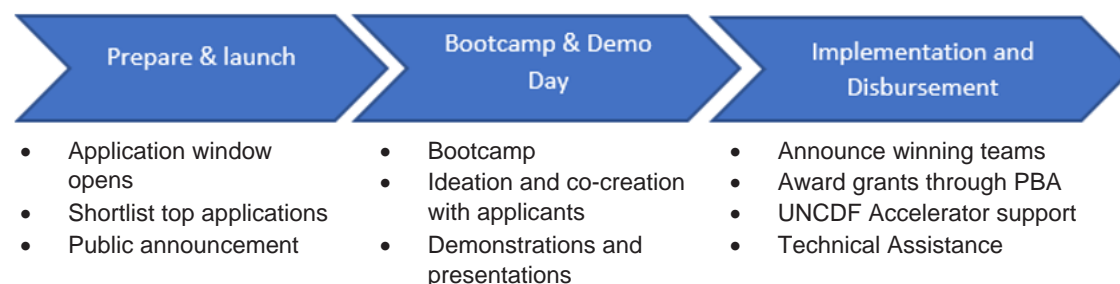 Prepare & launch
Bootcamp & Demo
Day
Implementation and
Disbursement
• Application window
opens
• Shortlist top applications
• Public announcement
• Bootcamp
• Ideation and co-creation
with applicants
• Demonstrations and
presentations
• Announce winning teams
• Award grants through PBA
• UNCDF Accelerator support
• Technical Assistance